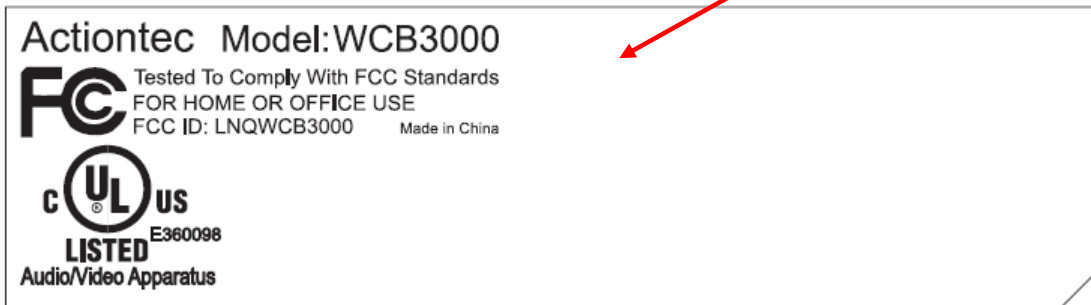 Actiontec Model:WCB3000
FC Tested To Comply With FCC Standards
FOR HOME OR OFFICE USE
FCC ID: LNQWCB3000 Made in China
C UL ® US
LISTED E360098
Audio/Video Apparatus